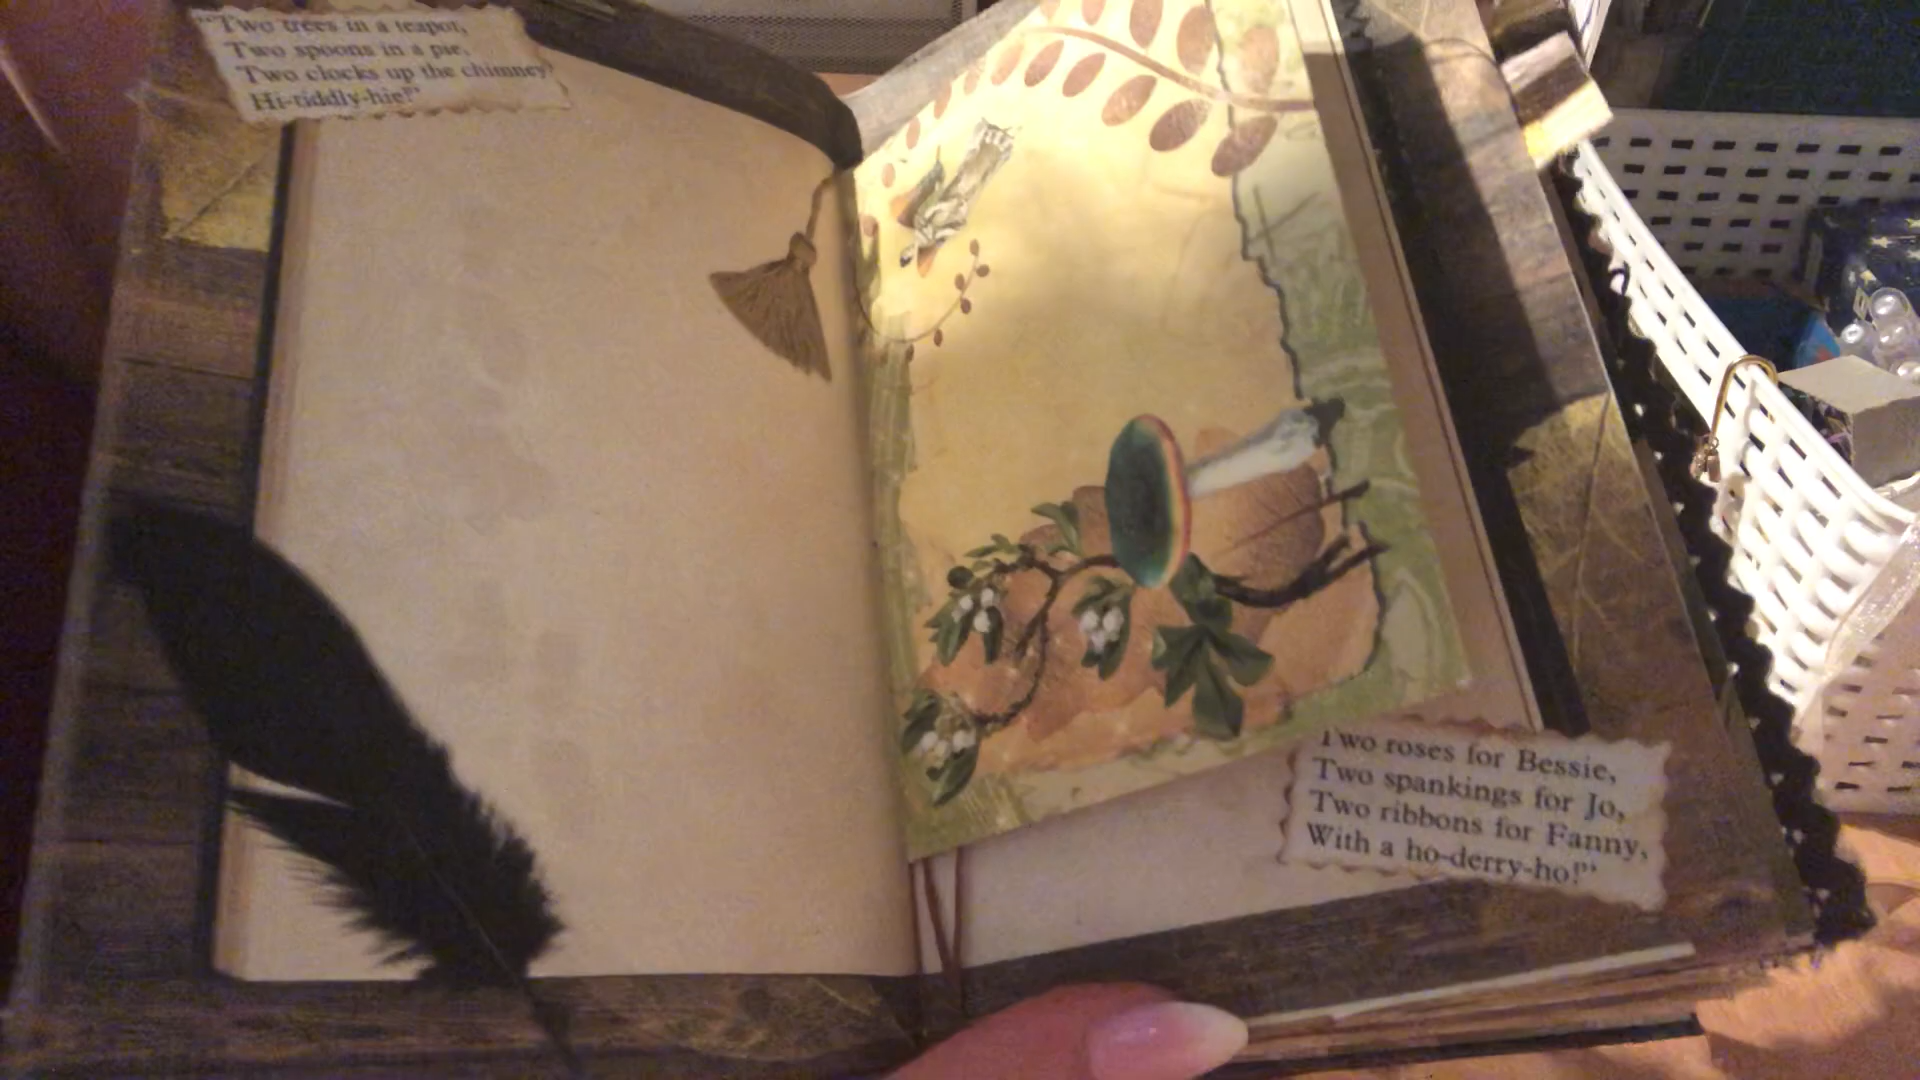 "Two trees in a teapot,
Two spoons in a pie,
Two clocks up the chimney,
Hi-tiddly-hie!"
Two roses for Bessie,
Two spankings for Jo,
Two ribbons for Fanny,
With a ho-derry-ho!"